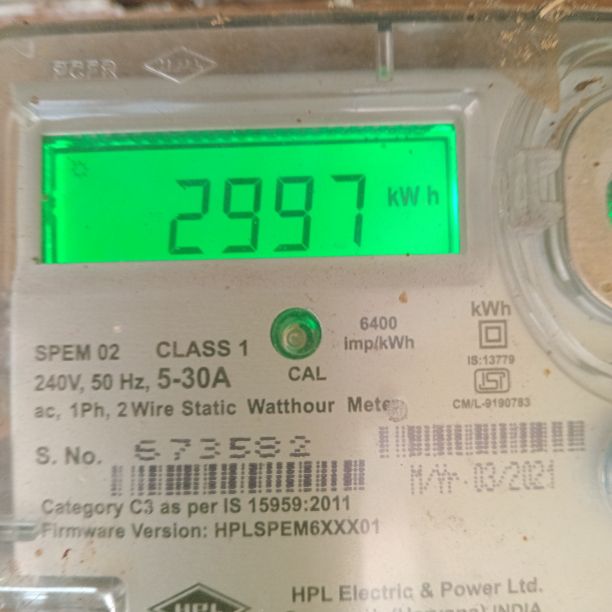 2997 kWh
6400
imp/kWh
kWh
SPEM 02 CLASS 1
240V, 50 Hz, 5-30A
CAL
IS:13779
CM/L-9190783
ac, 1Ph, 2 Wire Static Watthour Meter
S. No. 673582
M/Yr. 03/2021
Category C3 as per IS 15959:2011
Firmware Version: HPLSPEM6XXX01
HPL
HPL Electric & Power Ltd.
INDIA